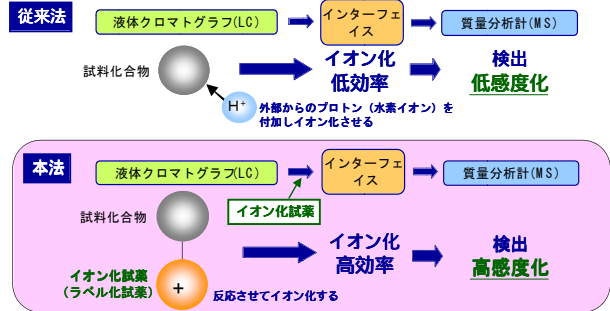 従来法
液体クロマトグラフ(LC)
インターフェ
イス
質量分析計(MS)
試料化合物
イオン化
低効率
検出
低感度化
H+
外部からのプロトン（水素イオン）を
付加しイオン化させる
本法
液体クロマトグラフ(LC)
インターフェ
イス
質量分析計(MS)
試料化合物
イオン化試薬
イオン化
高効率
検出
高感度化
イオン化試薬
（ラベル化試薬）
+
反応させてイオン化する